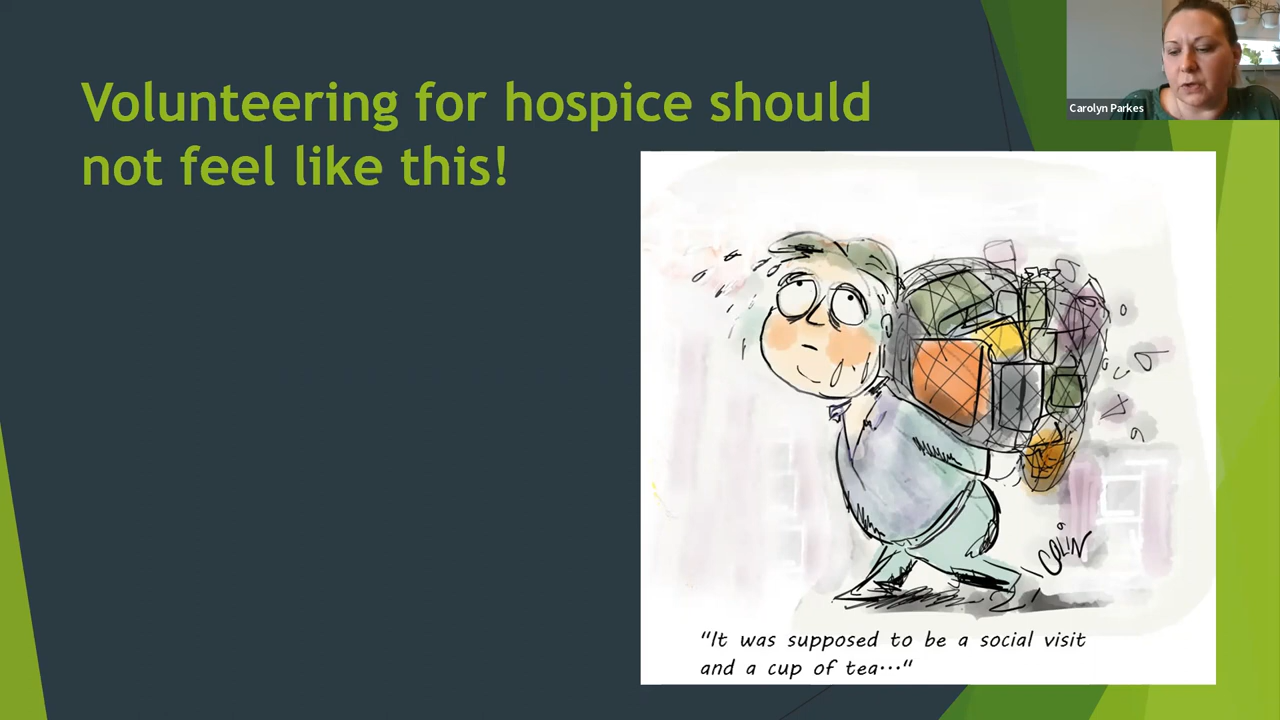 Volunteering for hospice should
not feel like this!
Carolyn Parkes
COLIN
"It was supposed to be a social visit
and a cup of tea..."